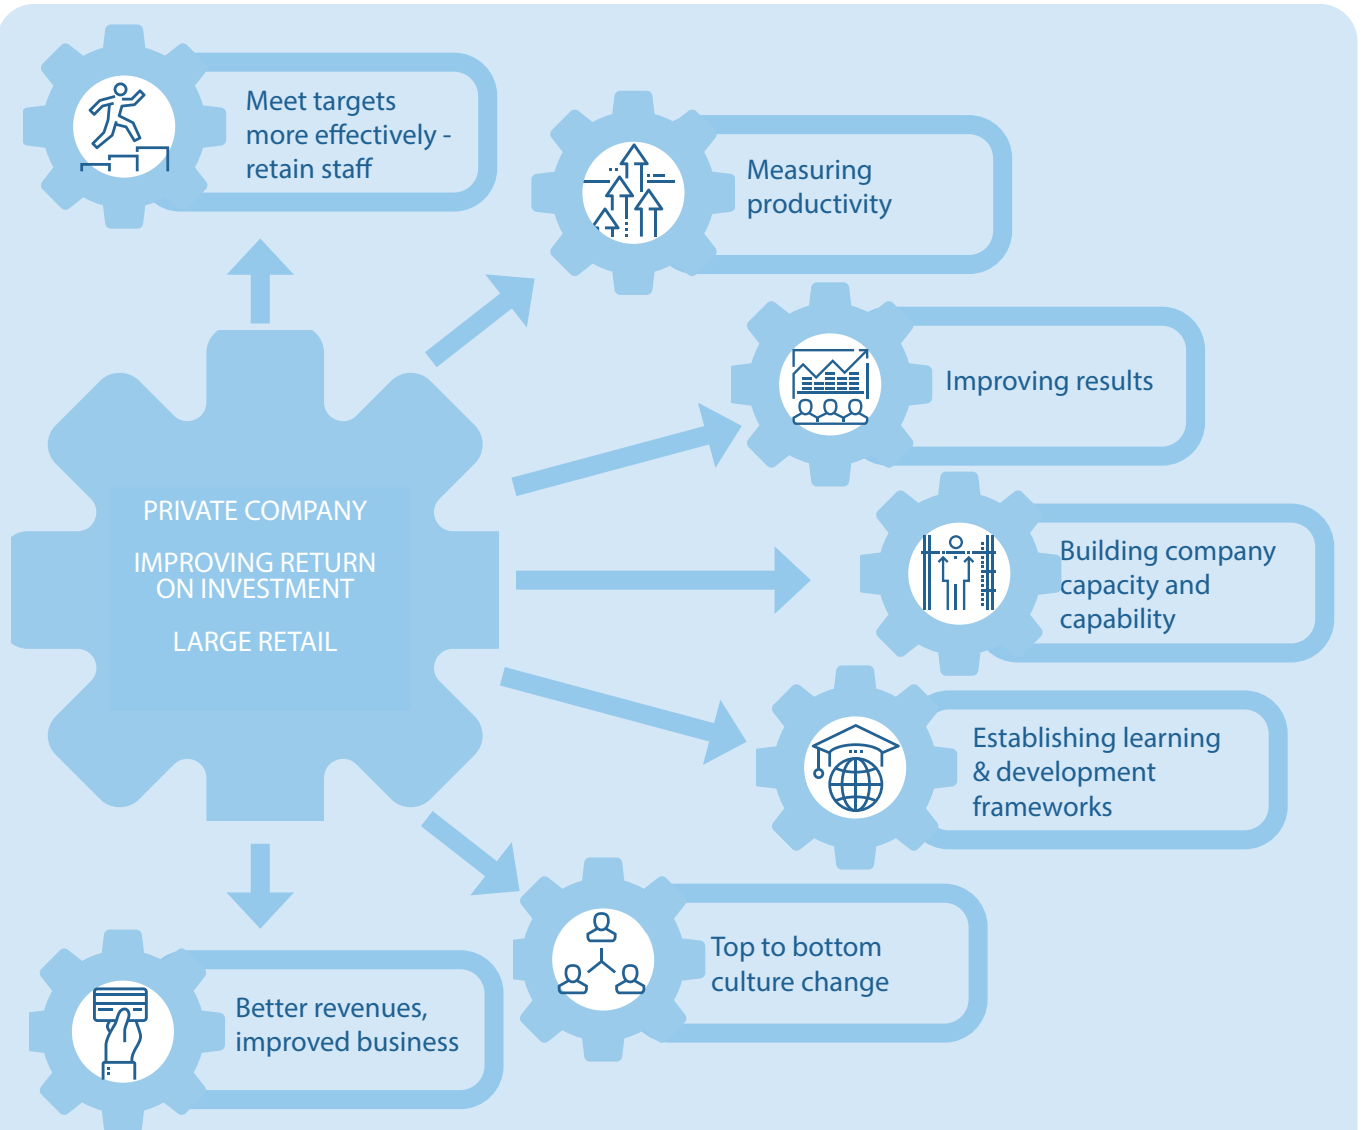 Meet targets
more effectively -
retain staff
Measuring
productivity
Improving results
PRIVATE COMPANY
IMPROVING RETURN
ON INVESTMENT
LARGE RETAIL
Building company
capacity and
capability
Establishing learning
& development
frameworks
Top to bottom
culture change
Better revenues,
improved business